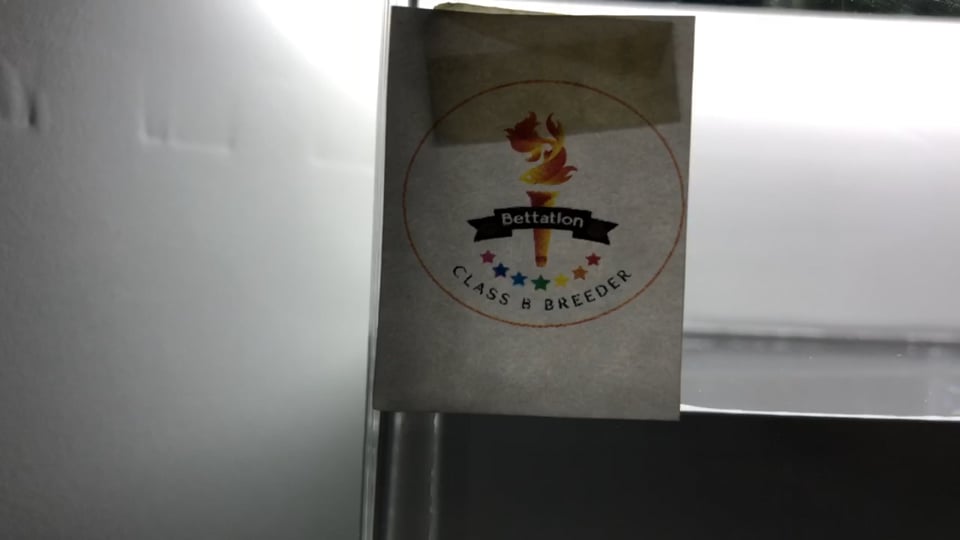 Bettation
CLASS B BREEDER